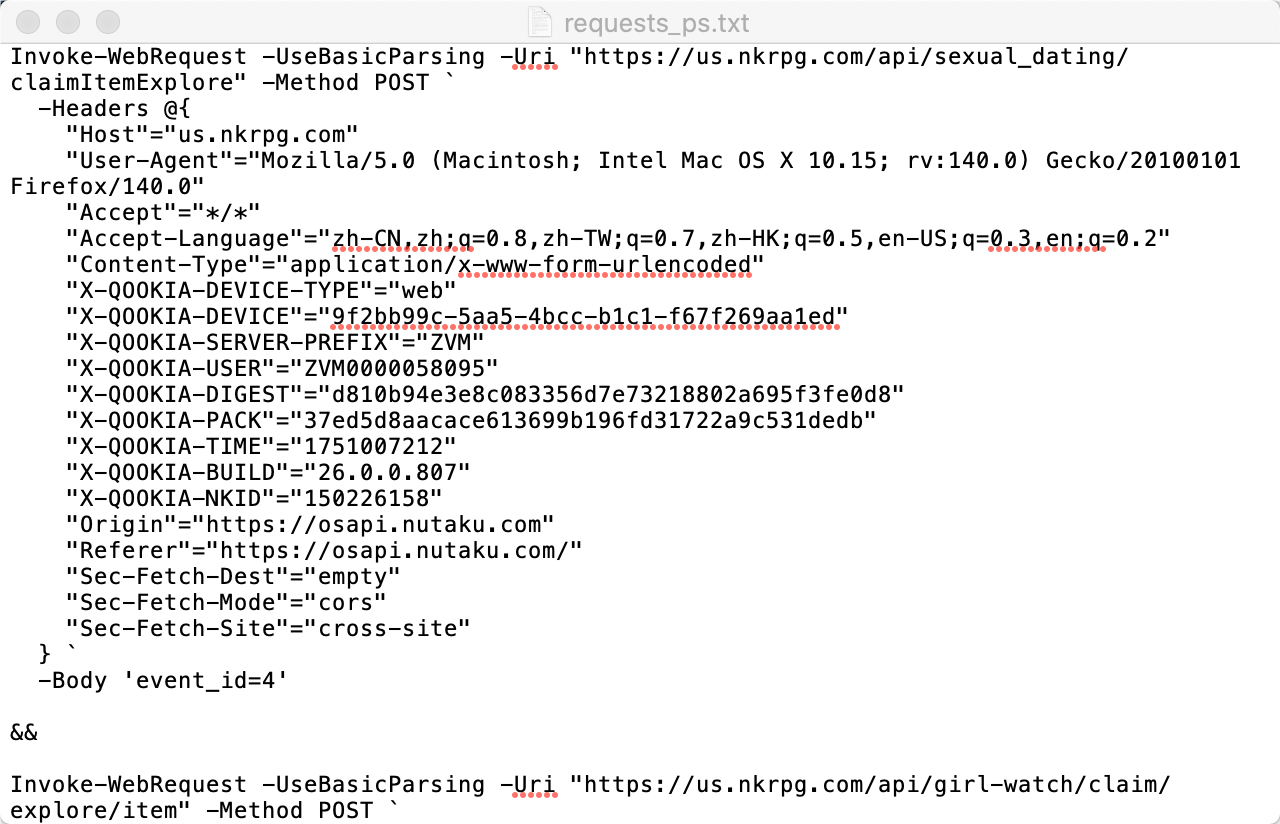 requests_ps.txt
Invoke-WebRequest -UseBasicParsing -Uri "https://us.nkrpg.com/api/sexual_dating/
claimItemExplore" -Method POST `
  -Headers @{
    "Host"="us.nkrpg.com"
    "User-Agent"="Mozilla/5.0 (Macintosh; Intel Mac OS X 10.15; rv:140.0) Gecko/20100101
Firefox/140.0"
    "Accept"="*/*"
    "Accept-Language"="zh-CN,zh;q=0.8,zh-TW;q=0.7,zh-HK;q=0.5,en-US;q=0.3,en;q=0.2"
    "Content-Type"="application/x-www-form-urlencoded"
    "X-QOOKIA-DEVICE-TYPE"="web"
    "X-QOOKIA-DEVICE"="9f2bb99c-5aa5-4bcc-b1c1-f67f269aa1ed"
    "X-QOOKIA-SERVER-PREFIX"="ZVM"
    "X-QOOKIA-USER"="ZVM0000058095"
    "X-QOOKIA-DIGEST"="d810b94e3e8c083356d7e73218802a695f3fe0d8"
    "X-QOOKIA-PACK"="37ed5d8aacace613699b196fd31722a9c531dedb"
    "X-QOOKIA-TIME"="1751007212"
    "X-QOOKIA-BUILD"="26.0.0.807"
    "X-QOOKIA-NKID"="150226158"
    "Origin"="https://osapi.nutaku.com"
    "Referer"="https://osapi.nutaku.com/"
    "Sec-Fetch-Dest"="empty"
    "Sec-Fetch-Mode"="cors"
    "Sec-Fetch-Site"="cross-site"
  } `
  -Body 'event_id=4'
&&
Invoke-WebRequest -UseBasicParsing -Uri "https://us.nkrpg.com/api/girl-watch/claim/
explore/item" -Method POST `